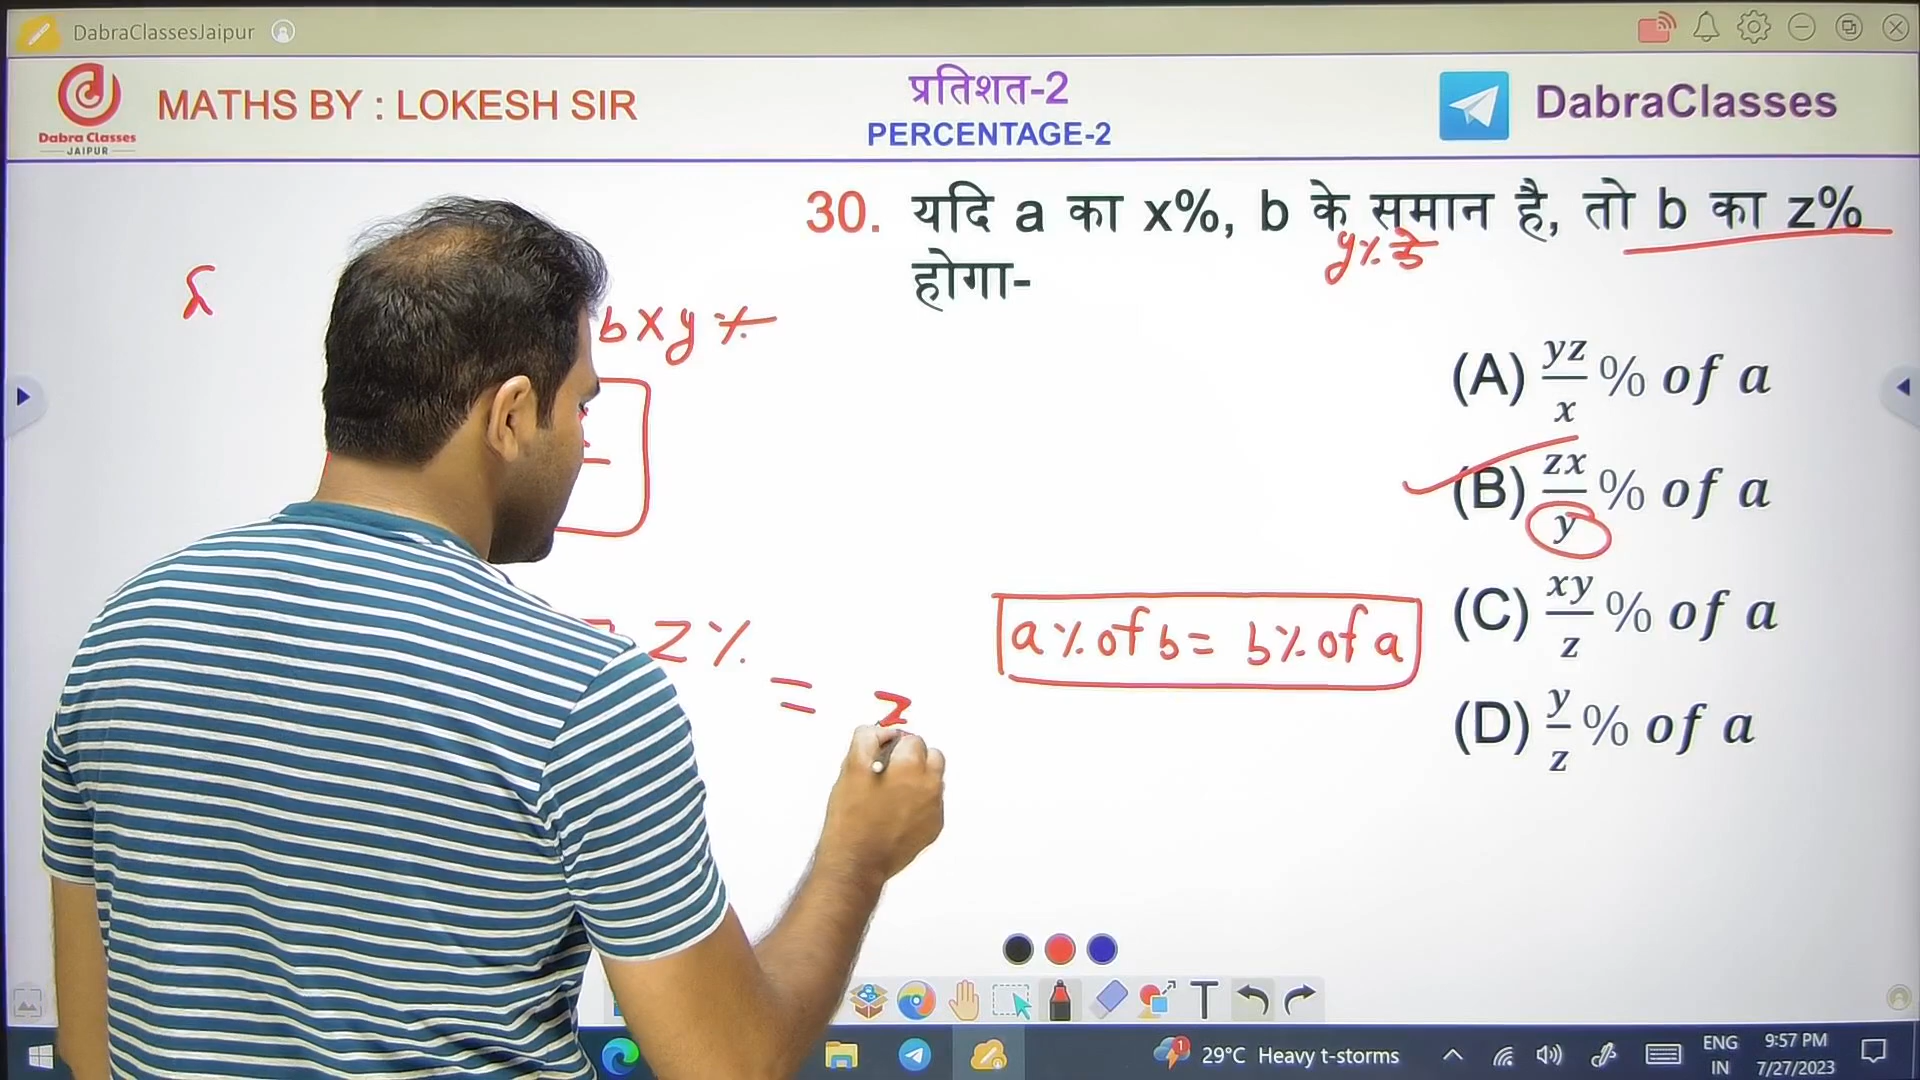 DabraClassesJaipur
Dabra Classes
JAIPUR
MATHS BY : LOKESH SIR
प्रतिशत-2
PERCENTAGE-2
DabraClasses
30. यदि a का x%, b के समान है, तो b का z%
y%
होगा-
b x y %
(A) yz/x % of a
(B) zx/y % of a
(C) xy/z % of a
(D) y/z % of a
z%
= z
a% of b = b% of a
T
1
29°C Heavy t-storms
ENG
IN
9:57 PM
7/27/2023